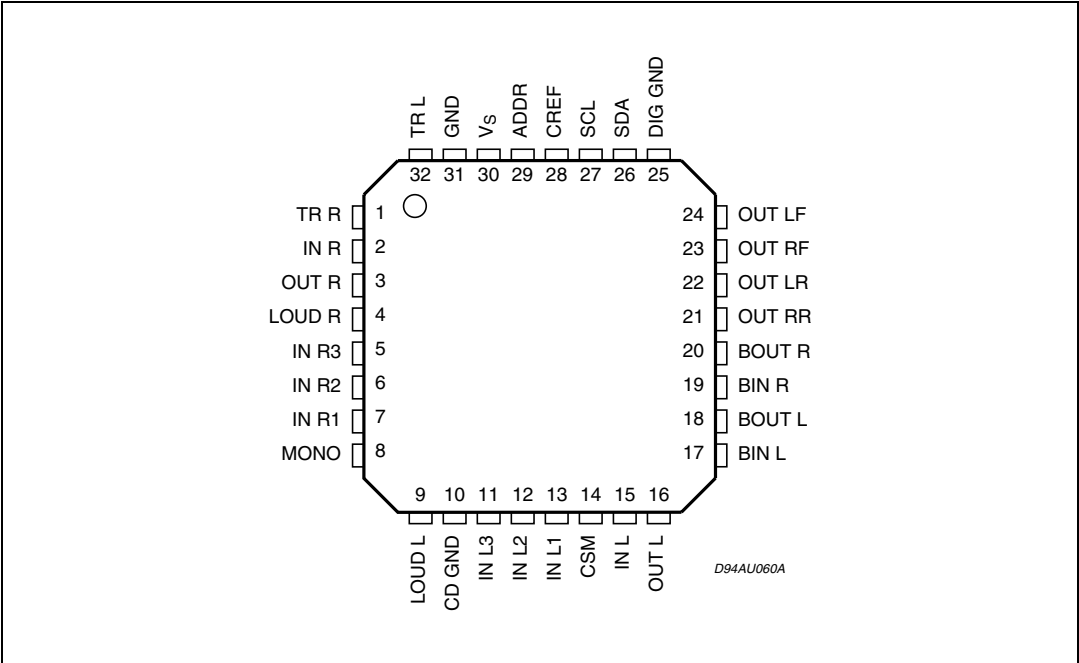 TR L
GND
VS
ADDR
CREF
SCL
SDA
DIG GND
32 31 30 29 28 27 26 25
TR R 1 24 OUT LF
IN R 2 23 OUT RF
OUT R 3 22 OUT LR
LOUD R 4 21 OUT RR
IN R3 5 20 BOUT R
IN R2 6 19 BIN R
IN R1 7 18 BOUT L
MONO 8 17 BIN L
9 10 11 12 13 14 15 16
LOUD L
CD GND
IN L3
IN L2
IN L1
CSM
IN L
OUT L
D94AU060A